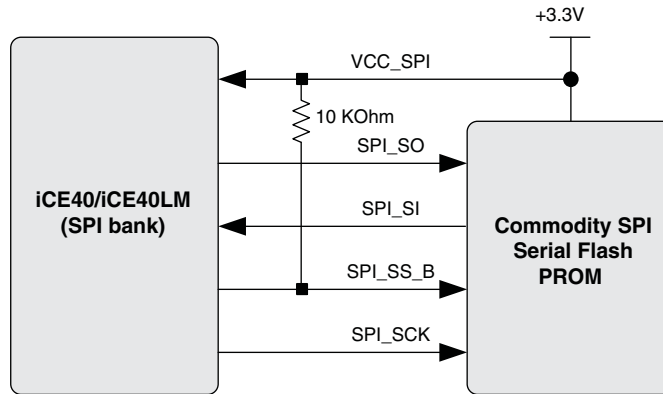 +3.3V
VCC_SPI
10 KOhm
SPI_SO
iCE40/iCE40LM
(SPI bank)
SPI_SI
Commodity SPI
Serial Flash
PROM
SPI_SS_B
SPI_SCK